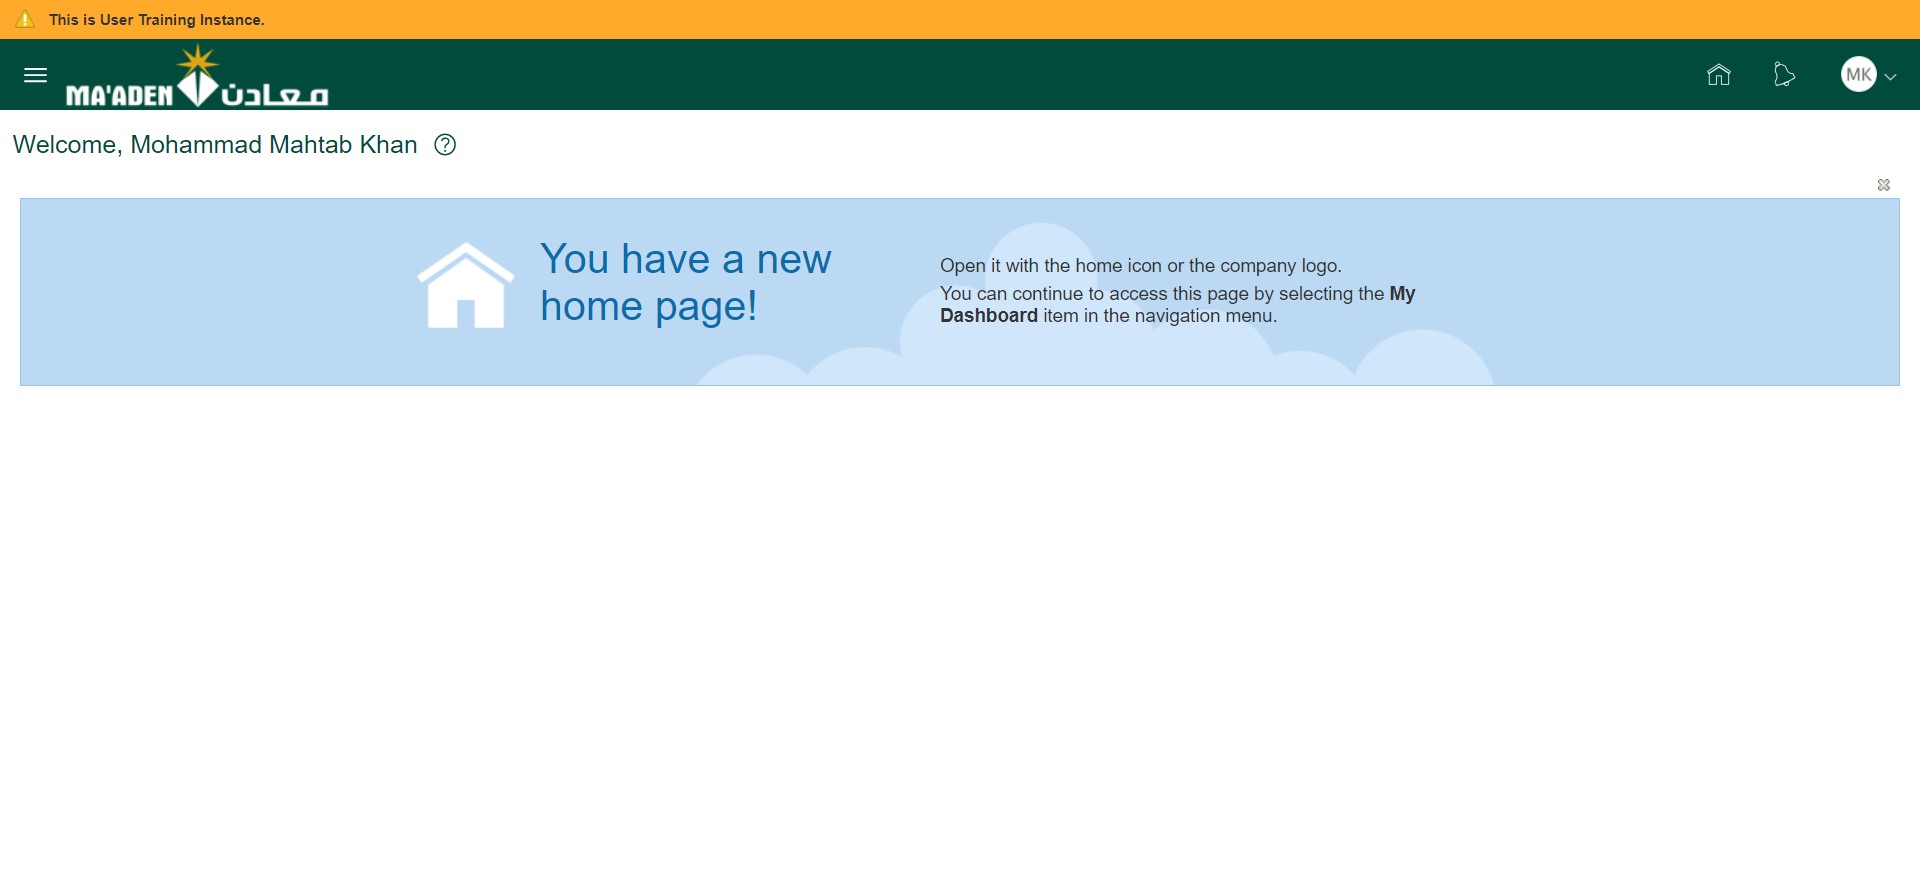 This is User Training Instance.
MA'ADEN معادن
MK
Welcome, Mohammad Mahtab Khan ?
You have a new
home page!
Open it with the home icon or the company logo.
You can continue to access this page by selecting the My
Dashboard item in the navigation menu.